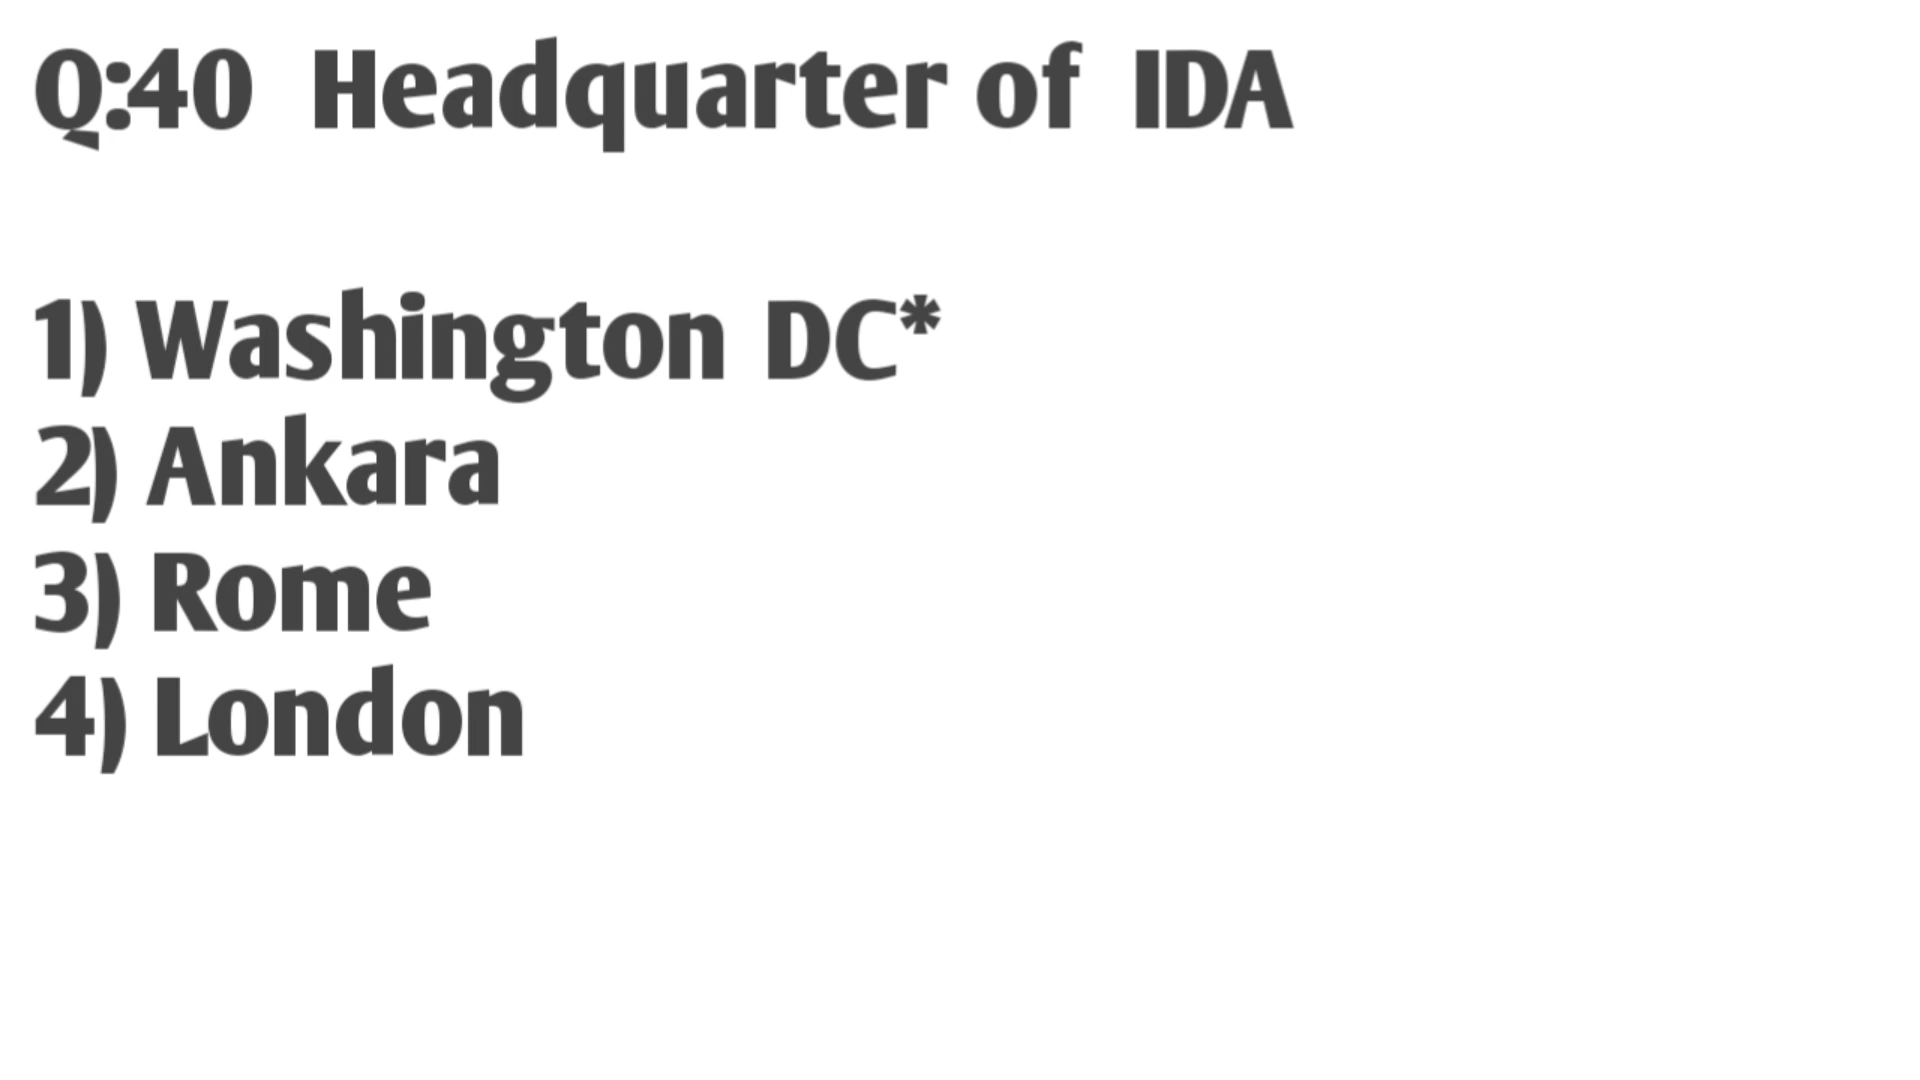 Q:40 Headquarter of IDA
1) Washington DC*
2) Ankara
3) Rome
4) London